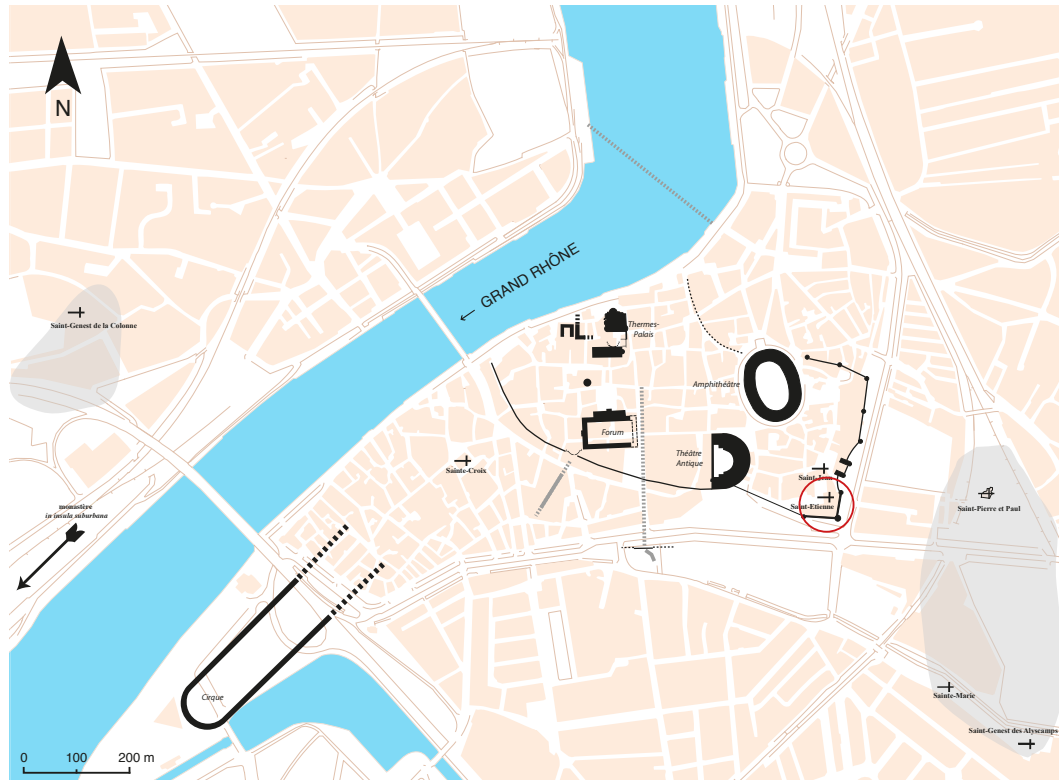 N
← GRAND RHÔNE
Saint-Genest de la Colonne
Thermes-
Palais
Amphithéâtre
Forum
Théâtre
Antique
Sainte-Croix
Saint-Jean
Saint-Etienne
Saint-Pierre et Paul
monastère
in insula suburbana
Cirque
Sainte-Marie
Saint-Genest des Alyscamps
0 100 200 m